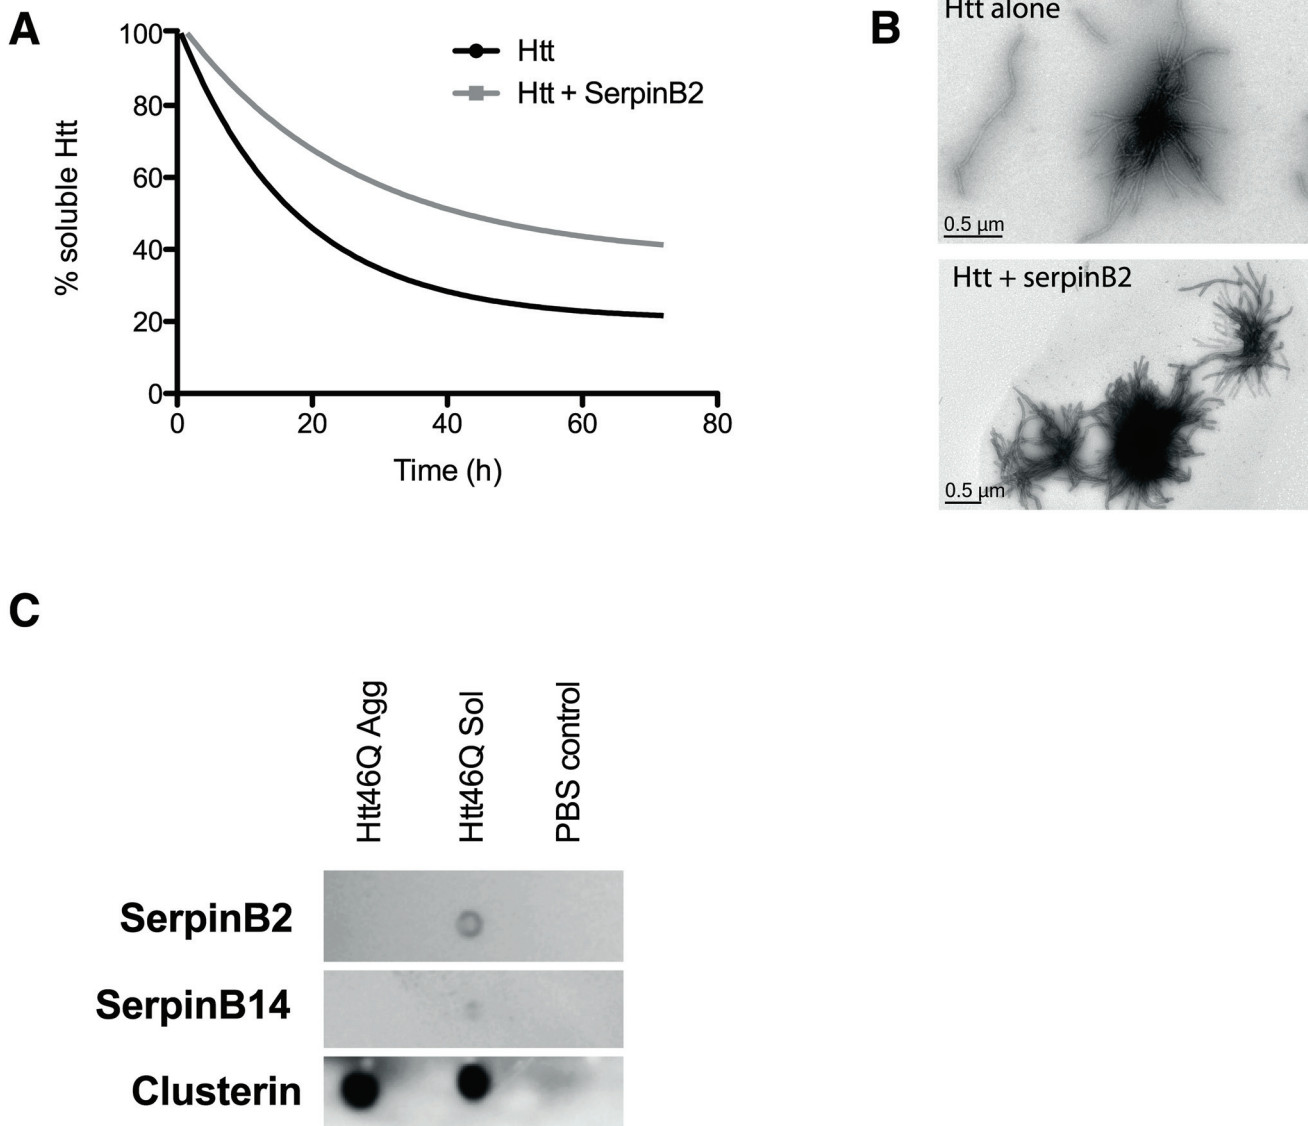 A
100
80
60
40
20
0
0 20 40 60 80
% soluble Htt
Time (h)
Htt
Htt + SerpinB2
B
Htt alone
0.5 µm
Htt + serpinB2
0.5 µm
C
Htt46Q Agg
Htt46Q Sol
PBS control
SerpinB2
SerpinB14
Clusterin